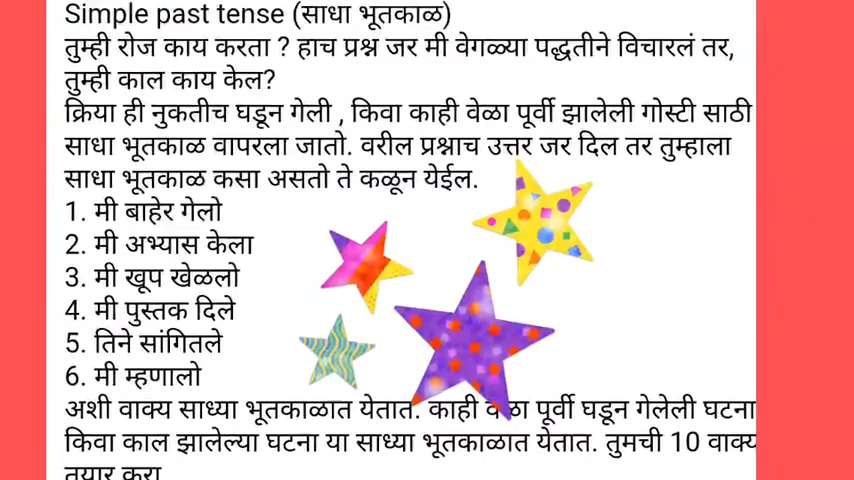 Simple past tense (साधा भूतकाळ)
तुम्ही रोज काय करता ? हाच प्रश्न जर मी वेगळ्या पद्धतीने विचारलं तर,
तुम्ही काल काय केल?
क्रिया ही नुकतीच घडून गेली , किवा काही वेळा पूर्वी झालेली गोस्टी साठी
साधा भूतकाळ वापरला जातो. वरील प्रश्नाच उत्तर जर दिल तर तुम्हाला
साधा भूतकाळ कसा असतो ते कळून येईल.
1. मी बाहेर गेलो
2. मी अभ्यास केला
3. मी खूप खेळलो
4. मी पुस्तक दिले
5. तिने सांगितले
6. मी म्हणालो
अशी वाक्य साध्या भूतकाळात येतात. काही वेळा पूर्वी घडून गेलेली घटना
किवा काल झालेल्या घटना या साध्या भूतकाळात येतात. तुमची 10 वाक्य
तयार करा